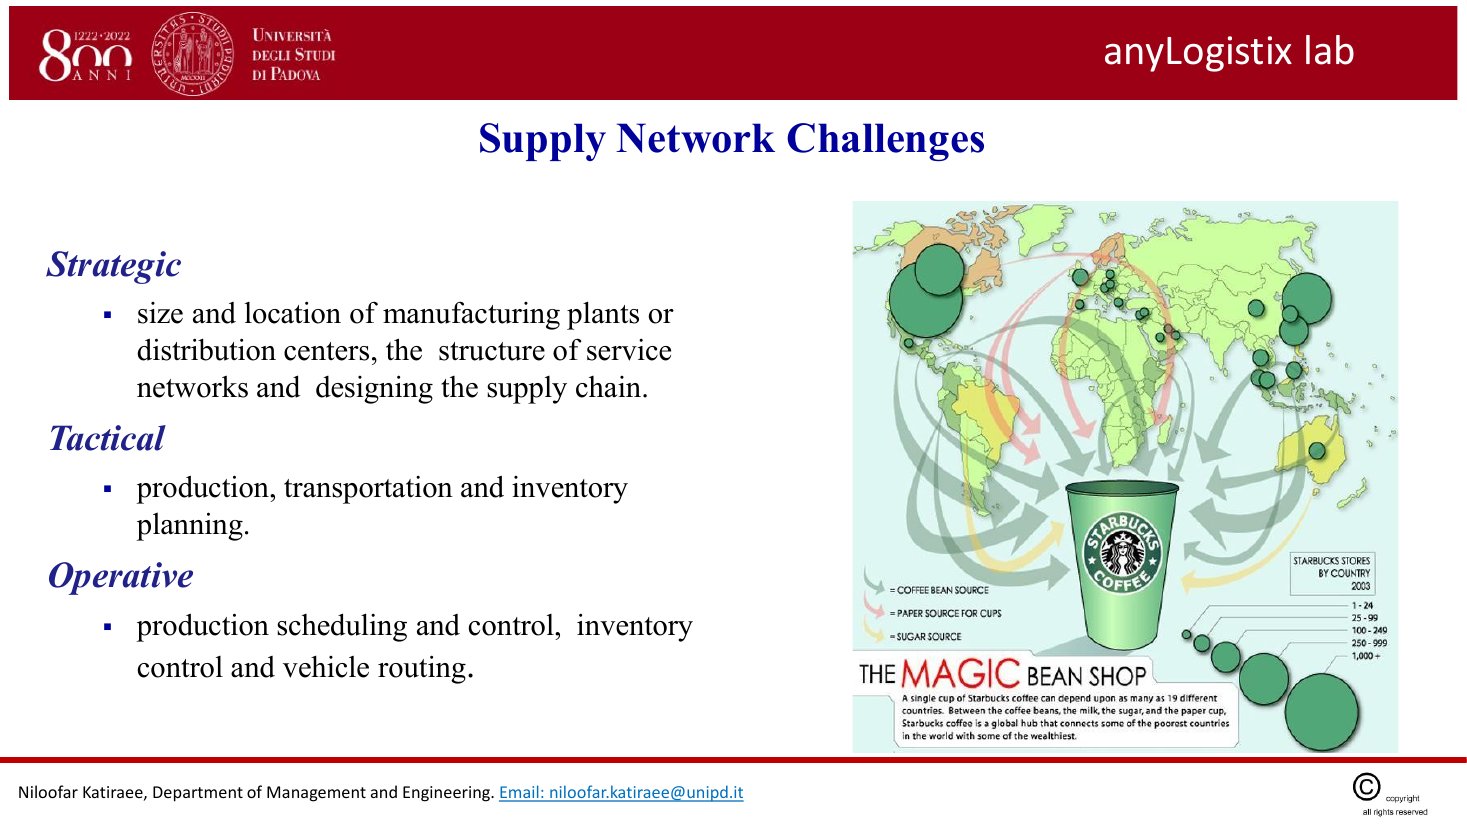 1222·2022
800
ANNI
UNIVERSITÀ
DEGLI STUDI
DI PADOVA
anyLogistix lab
Supply Network Challenges
Strategic
▪ size and location of manufacturing plants or
distribution centers, the structure of service
networks and designing the supply chain.
Tactical
▪ production, transportation and inventory
planning.
Operative
▪ production scheduling and control, inventory
control and vehicle routing.
STARBUCKS
COFFEE
= COFFEE BEAN SOURCE
= PAPER SOURCE FOR CUPS
= SUGAR SOURCE
STARBUCKS STORES
BY COUNTRY
2003
1 - 24
25 - 99
100 - 249
250 - 999
1,000 +
THE MAGIC BEAN SHOP
A single cup of Starbucks coffee can depend upon as many as 19 different
countries. Between the coffee beans, the milk, the sugar, and the paper cup,
Starbucks coffee is a global hub that connects some of the poorest countries
in the world with some of the wealthiest.
Niloofar Katiraee, Department of Management and Engineering. Email: niloofar.katiraee@unipd.it
© copyright
all rights reserved